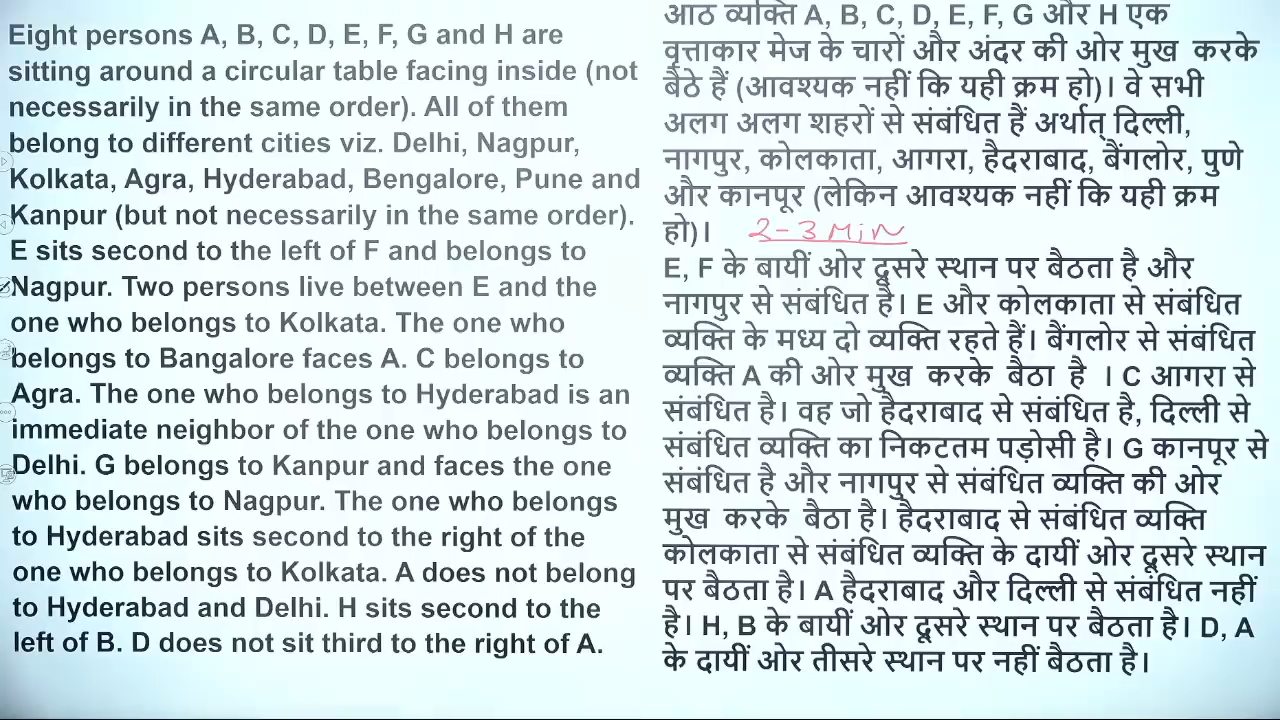 Eight persons A, B, C, D, E, F, G and H are
sitting around a circular table facing inside (not
necessarily in the same order). All of them
belong to different cities viz. Delhi, Nagpur,
Kolkata, Agra, Hyderabad, Bengalore, Pune and
Kanpur (but not necessarily in the same order).
E sits second to the left of F and belongs to
Nagpur. Two persons live between E and the
one who belongs to Kolkata. The one who
belongs to Bangalore faces A. C belongs to
Agra. The one who belongs to Hyderabad is an
immediate neighbor of the one who belongs to
Delhi. G belongs to Kanpur and faces the one
who belongs to Nagpur. The one who belongs
to Hyderabad sits second to the right of the
one who belongs to Kolkata. A does not belong
to Hyderabad and Delhi. H sits second to the
left of B. D does not sit third to the right of A.
आठ व्यक्ति A, B, C, D, E, F, G और H एक
वृत्ताकार मेज के चारों और अंदर की ओर मुख करके
बैठे हैं (आवश्यक नहीं कि यही क्रम हो)। वे सभी
अलग अलग शहरों से संबंधित हैं अर्थात् दिल्ली,
नागपुर, कोलकाता, आगरा, हैदराबाद, बैंगलोर, पुणे
और कानपूर (लेकिन आवश्यक नहीं कि यही क्रम
हो)। 2-3 Min
E, F के बायीं ओर दूसरे स्थान पर बैठता है और
नागपुर से संबंधित है। E और कोलकाता से संबंधित
व्यक्ति के मध्य दो व्यक्ति रहते हैं। बैंगलोर से संबंधित
व्यक्ति A की ओर मुख करके बैठा है । C आगरा से
संबंधित है। वह जो हैदराबाद से संबंधित है, दिल्ली से
संबंधित व्यक्ति का निकटतम पड़ोसी है। G कानपूर से
संबंधित है और नागपुर से संबंधित व्यक्ति की ओर
मुख करके बैठा है। हैदराबाद से संबंधित व्यक्ति
कोलकाता से संबंधित व्यक्ति के दायीं ओर दूसरे स्थान
पर बैठता है। A हैदराबाद और दिल्ली से संबंधित नहीं
है। H, B के बायीं ओर दूसरे स्थान पर बैठता है। D, A
के दायीं ओर तीसरे स्थान पर नहीं बैठता है।